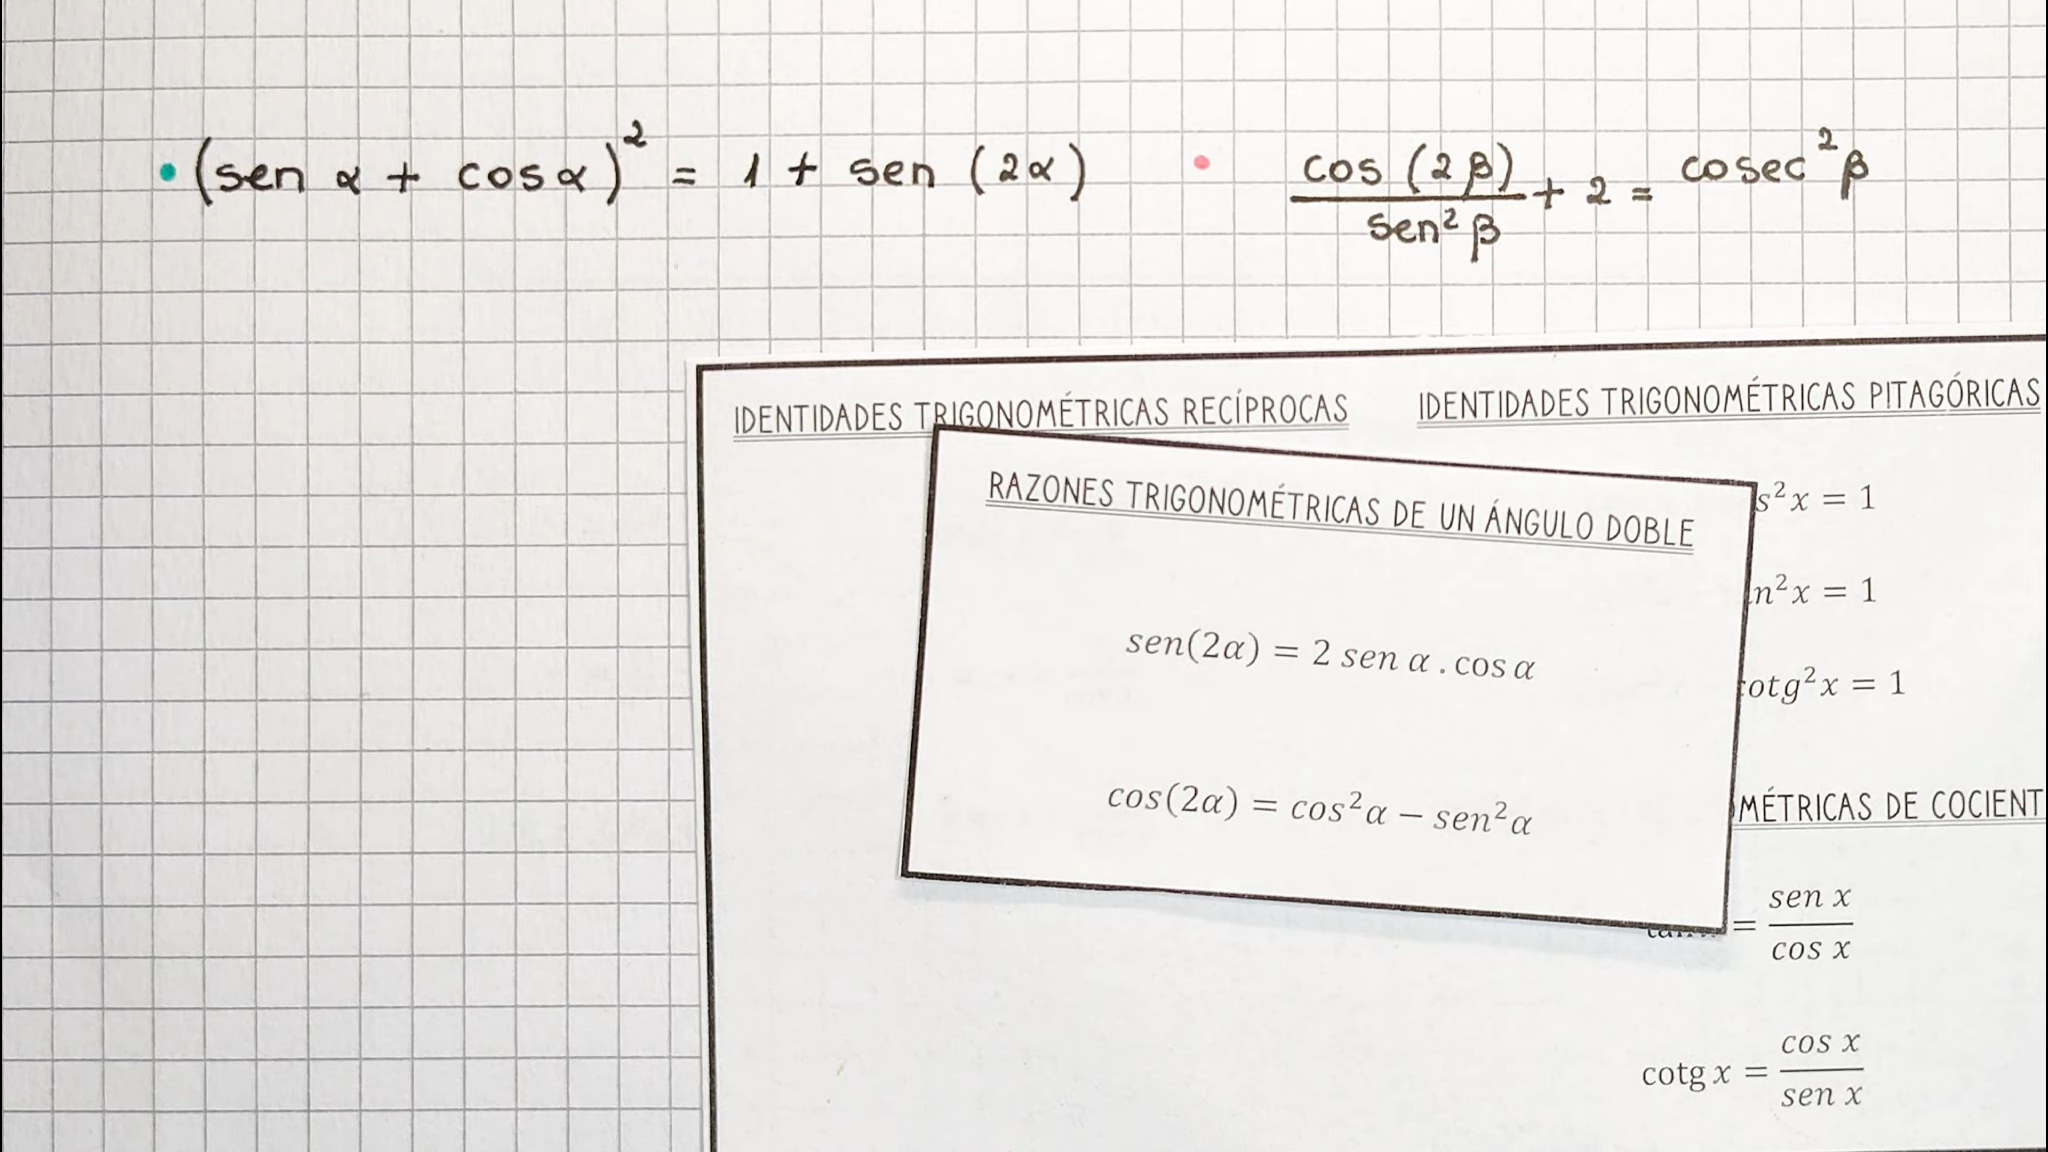 (sen α + cos α)² = 1 + sen (2α)
cos (2β) / sen² β + 2 = cosec² β
IDENTIDADES TRIGONOMÉTRICAS RECÍPROCAS
IDENTIDADES TRIGONOMÉTRICAS PITAGÓRICAS
RAZONES TRIGONOMÉTRICAS DE UN ÁNGULO DOBLE
sen(2α) = 2 sen α . cos α
cos(2α) = cos²α − sen²α
s²x = 1
n²x = 1
otg²x = 1
MÉTRICAS DE COCIENT
= sen x / cos x
cotg x = cos x / sen x